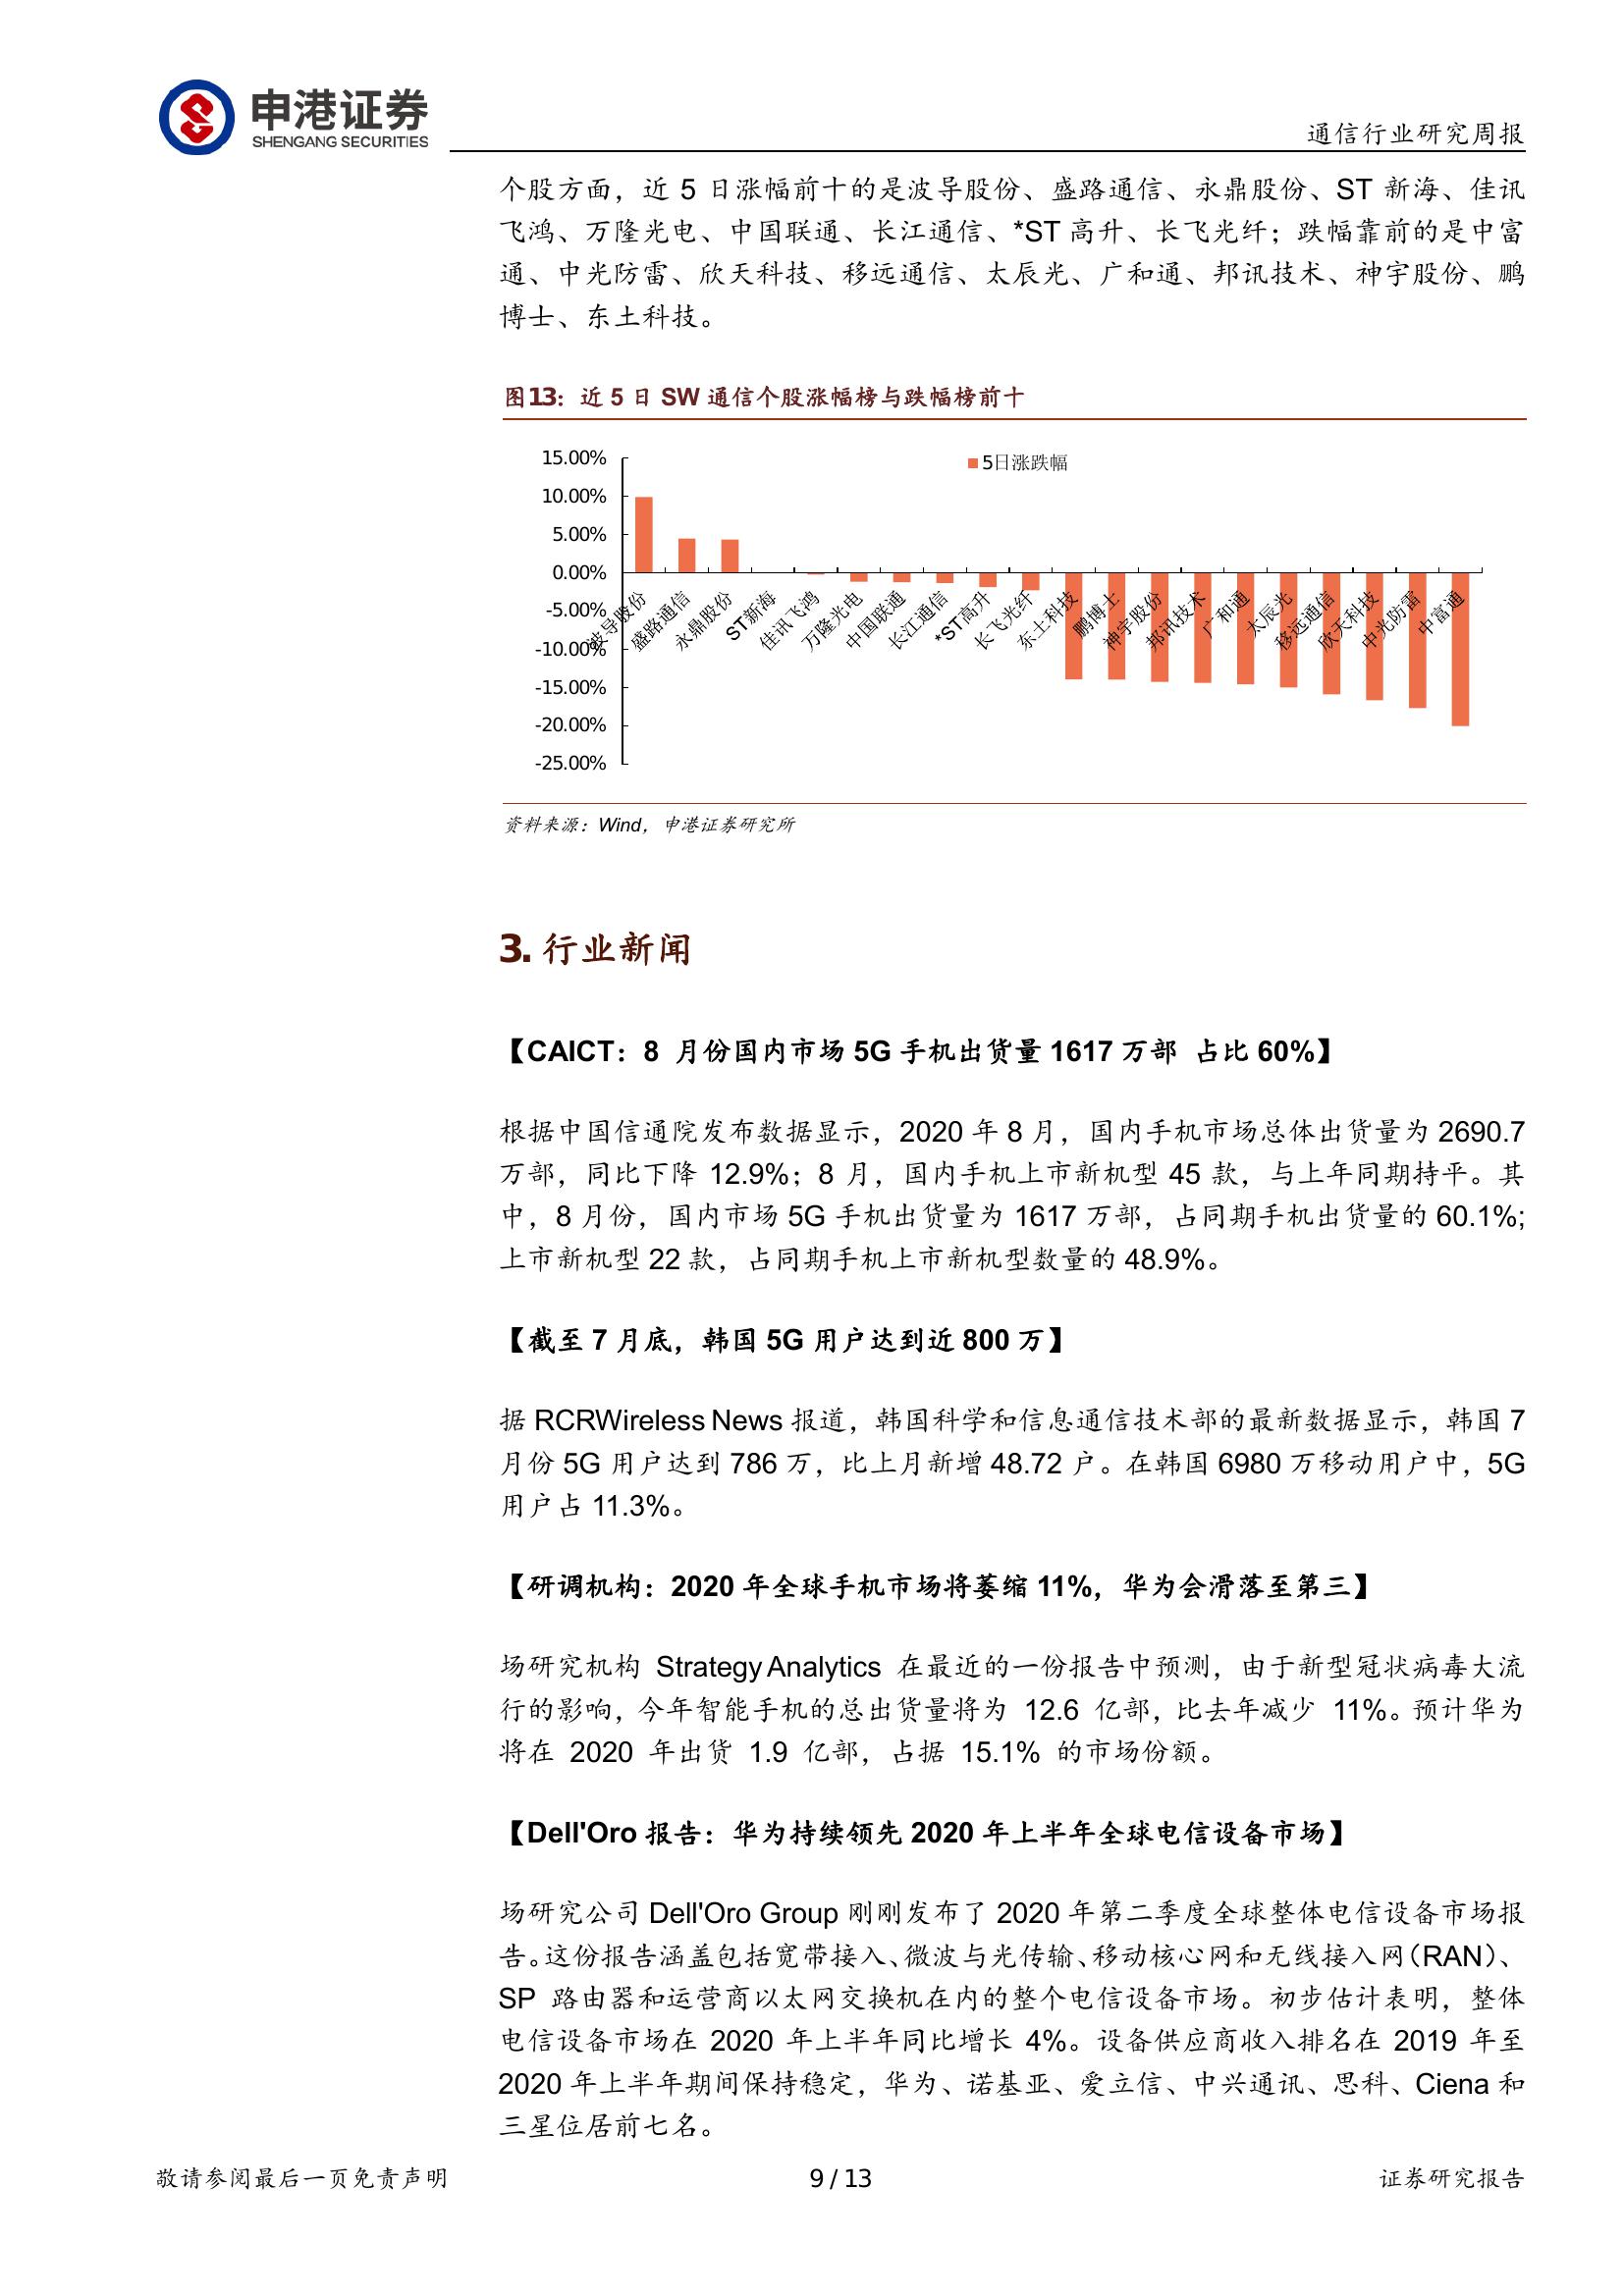 申港证券
SHENGANG SECURITIES
通信行业研究周报
个股方面，近 5 日涨幅前十的是波导股份、盛路通信、永鼎股份、ST 新海、佳讯
飞鸿、万隆光电、中国联通、长江通信、*ST 高升、长飞光纤；跌幅靠前的是中富
通、中光防雷、欣天科技、移远通信、太辰光、广和通、邦讯技术、神宇股份、鹏
博士、东土科技。
图13：近 5 日 SW 通信个股涨幅榜与跌幅榜前十
5日涨跌幅
15.00%
10.00%
5.00%
0.00%
-5.00%
-10.00%
-15.00%
-20.00%
-25.00%
波导股份
盛路通信
永鼎股份
ST新海
佳讯飞鸿
万隆光电
中国联通
长江通信
*ST高升
长飞光纤
东土科技
鹏博士
神宇股份
邦讯技术
广和通
太辰光
移远通信
欣天科技
中光防雷
中富通
资料来源：Wind，申港证券研究所
3. 行业新闻
【CAICT：8 月份国内市场 5G 手机出货量 1617 万部 占比 60%】
根据中国信通院发布数据显示，2020 年 8 月，国内手机市场总体出货量为 2690.7
万部，同比下降 12.9%；8 月，国内手机上市新机型 45 款，与上年同期持平。其
中，8 月份，国内市场 5G 手机出货量为 1617 万部，占同期手机出货量的 60.1%;
上市新机型 22 款，占同期手机上市新机型数量的 48.9%。
【截至 7 月底，韩国 5G 用户达到近 800 万】
据 RCRWireless News 报道，韩国科学和信息通信技术部的最新数据显示，韩国 7
月份 5G 用户达到 786 万，比上月新增 48.72 户。在韩国 6980 万移动用户中，5G
用户占 11.3%。
【研调机构：2020 年全球手机市场将萎缩 11%，华为会滑落至第三】
场研究机构 Strategy Analytics 在最近的一份报告中预测，由于新型冠状病毒大流
行的影响，今年智能手机的总出货量将为 12.6 亿部，比去年减少 11%。预计华为
将在 2020 年出货 1.9 亿部，占据 15.1% 的市场份额。
【Dell'Oro 报告：华为持续领先 2020 年上半年全球电信设备市场】
场研究公司 Dell'Oro Group 刚刚发布了 2020 年第二季度全球整体电信设备市场报
告。这份报告涵盖包括宽带接入、微波与光传输、移动核心网和无线接入网（RAN）、
SP 路由器和运营商以太网交换机在内的整个电信设备市场。初步估计表明，整体
电信设备市场在 2020 年上半年同比增长 4%。设备供应商收入排名在 2019 年至
2020 年上半年期间保持稳定，华为、诺基亚、爱立信、中兴通讯、思科、Ciena 和
三星位居前七名。
敬请参阅最后一页免责声明
9 / 13
证券研究报告